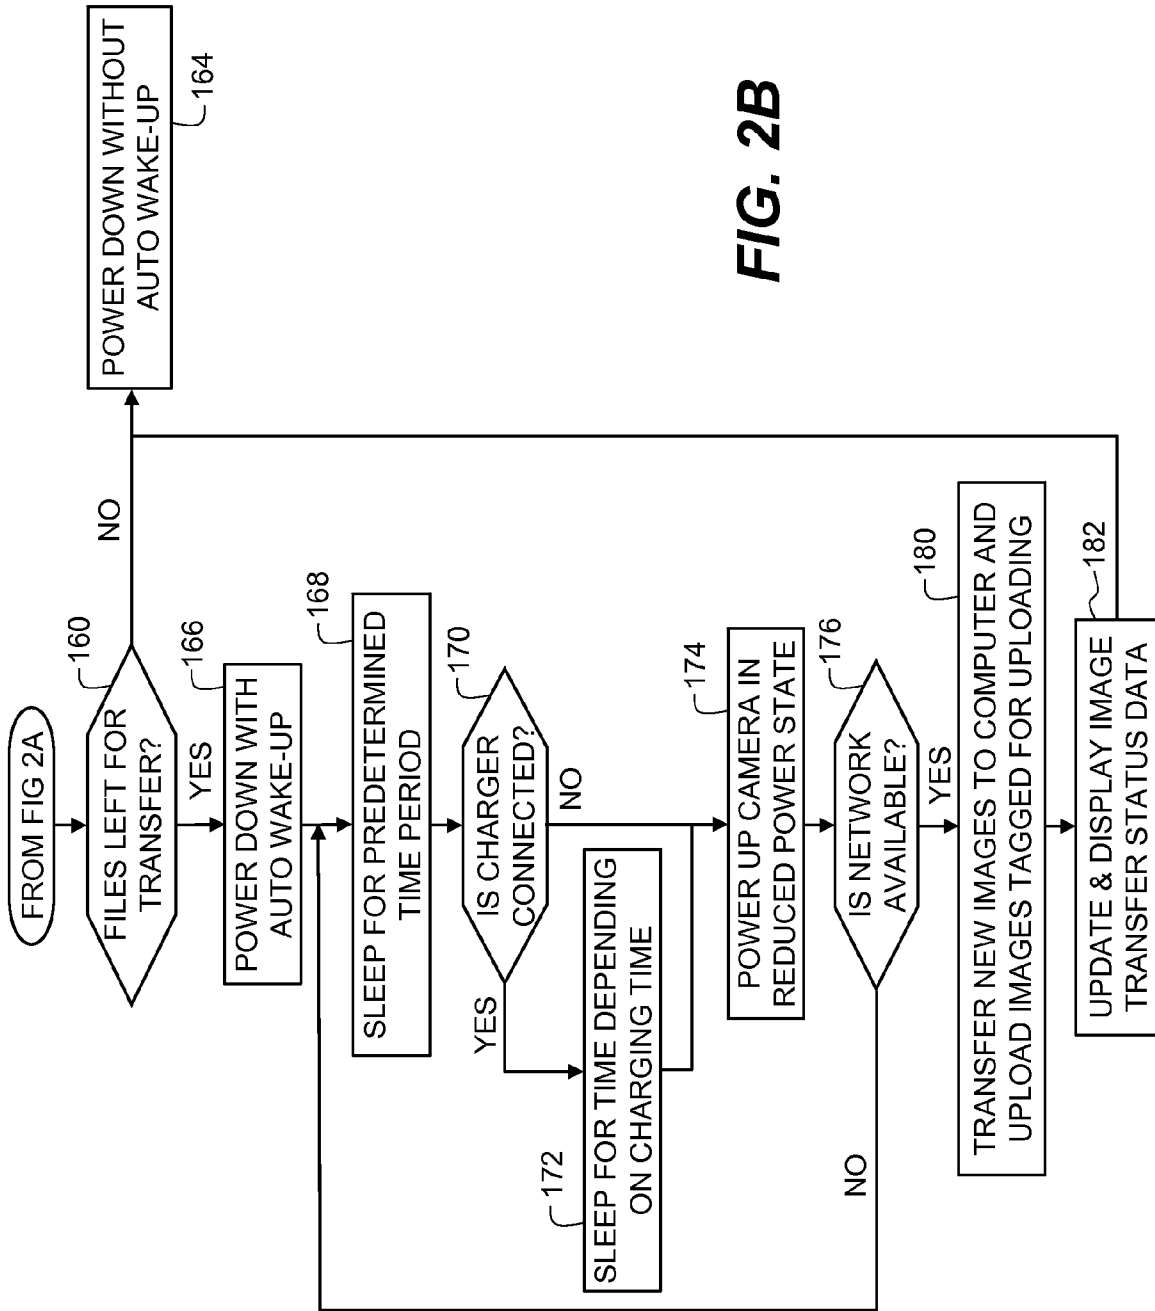 FROM FIG 2A
FILES LEFT FOR
TRANSFER?
160
NO
POWER DOWN WITHOUT
AUTO WAKE-UP
164
YES
166
POWER DOWN WITH
AUTO WAKE-UP
168
SLEEP FOR PREDETERMINED
TIME PERIOD
170
IS CHARGER
CONNECTED?
YES
NO
172
SLEEP FOR TIME DEPENDING
ON CHARGING TIME
174
POWER UP CAMERA IN
REDUCED POWER STATE
176
IS NETWORK
AVAILABLE?
NO
YES
180
TRANSFER NEW IMAGES TO COMPUTER AND
UPLOAD IMAGES TAGGED FOR UPLOADING
182
UPDATE & DISPLAY IMAGE
TRANSFER STATUS DATA
FIG. 2B